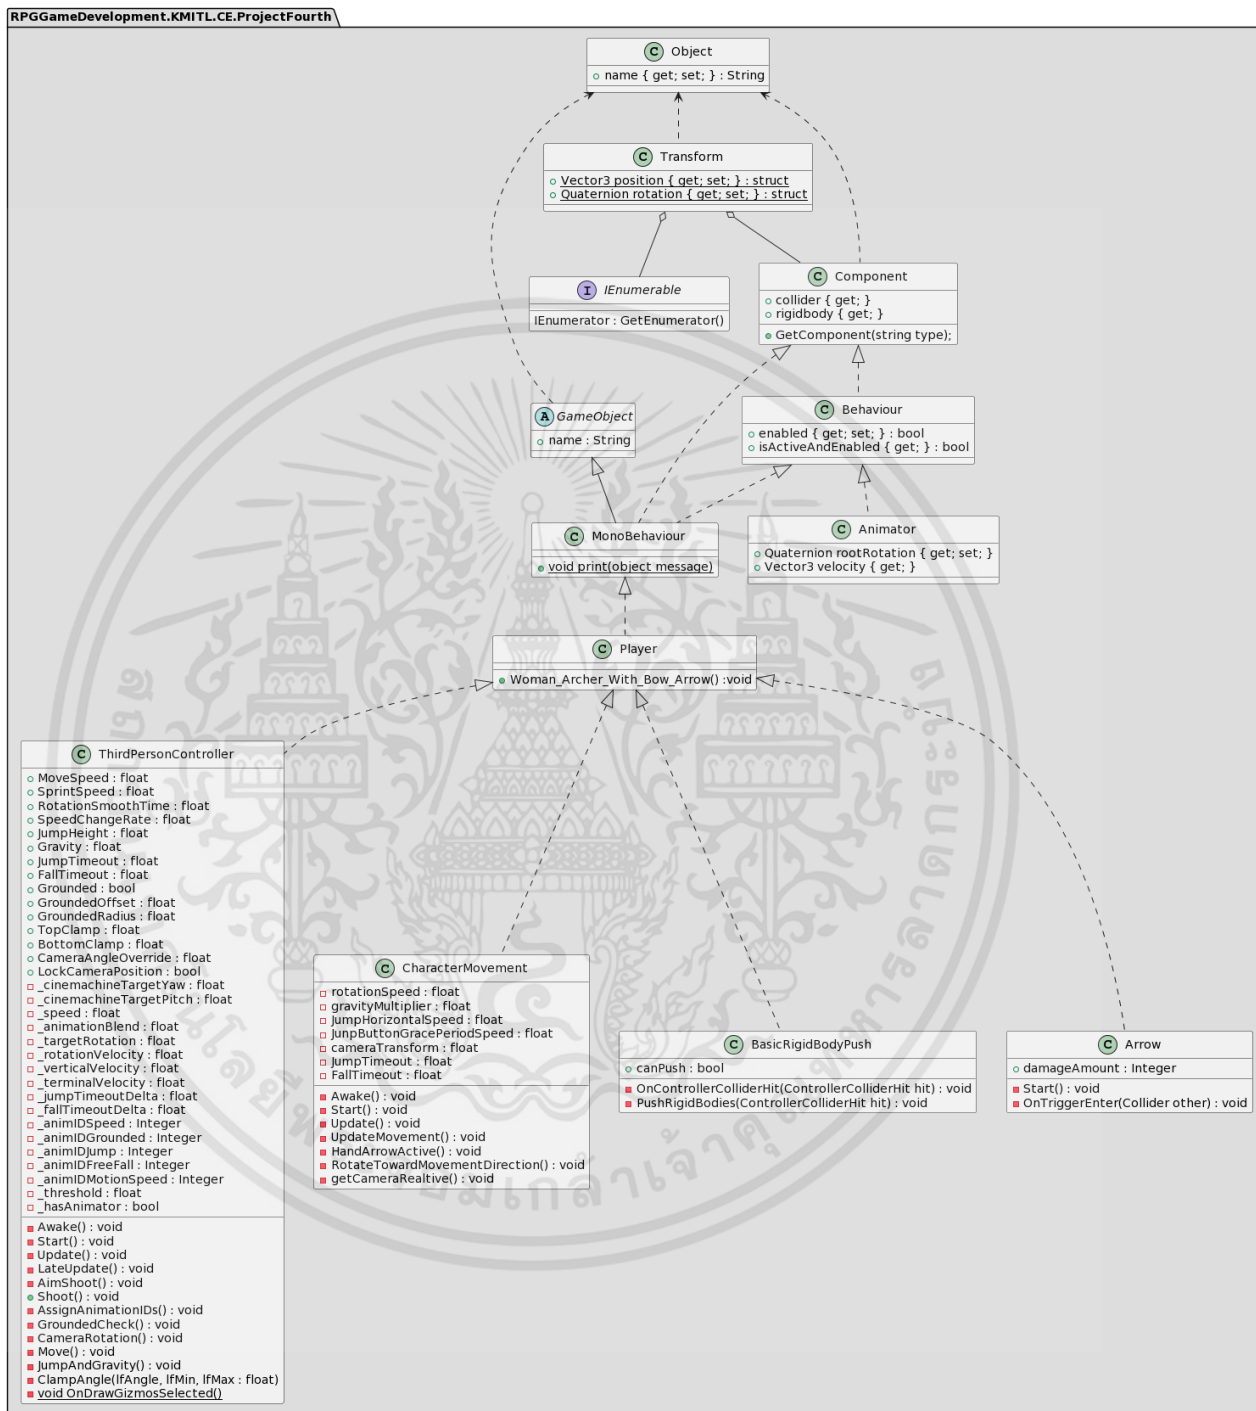 RPGGameDevelopment.KMITL.CE.ProjectFourth
C Object
name { get; set; } : String
C Transform
Vector3 position { get; set; } : struct
Quaternion rotation { get; set; } : struct
I IEnumerable
IEnumerator : GetEnumerator()
C Component
collider { get; }
rigidbody { get; }
GetComponent(string type);
A GameObject
name : String
C Behaviour
enabled { get; set; } : bool
isActiveAndEnabled { get; } : bool
C MonoBehaviour
void print(object message)
C Animator
Quaternion rootRotation { get; set; }
Vector3 velocity { get; }
C Player
Woman_Archer_With_Bow_Arrow() :void
C ThirdPersonController
MoveSpeed : float
SprintSpeed : float
RotationSmoothTime : float
SpeedChangeRate : float
JumpHeight : float
Gravity : float
JumpTimeout : float
FallTimeout : float
Grounded : bool
GroundedOffset : float
GroundedRadius : float
TopClamp : float
BottomClamp : float
CameraAngleOverride : float
LockCameraPosition : bool
_cinemachineTargetYaw : float
_cinemachineTargetPitch : float
_speed : float
_animationBlend : float
_targetRotation : float
_rotationVelocity : float
_verticalVelocity : float
_terminalVelocity : float
_jumpTimeoutDelta : float
_fallTimeoutDelta : float
_animIDSpeed : Integer
_animIDGrounded : Integer
_animIDJump : Integer
_animIDFreeFall : Integer
_animIDMotionSpeed : Integer
_threshold : float
_hasAnimator : bool
Awake() : void
Start() : void
Update() : void
LateUpdate() : void
AimShoot() : void
Shoot() : void
AssignAnimationIDs() : void
GroundedCheck() : void
CameraRotation() : void
Move() : void
JumpAndGravity() : void
ClampAngle(lfAngle, lfMin, lfMax : float)
void OnDrawGizmosSelected()
C CharacterMovement
rotationSpeed : float
gravityMultiplier : float
JumpHorizontalSpeed : float
JunpButtonGracePeriodSpeed : float
cameraTransform : float
JumpTimeout : float
FallTimeout : float
Awake() : void
Start() : void
Update() : void
UpdateMovement() : void
HandArrowActive() : void
RotateTowardMovementDirection() : void
getCameraRealtive() : void
C BasicRigidBodyPush
canPush : bool
OnControllerColliderHit(ControllerColliderHit hit) : void
PushRigidBodies(ControllerColliderHit hit) : void
C Arrow
damageAmount : Integer
Start() : void
OnTriggerEnter(Collider other) : void